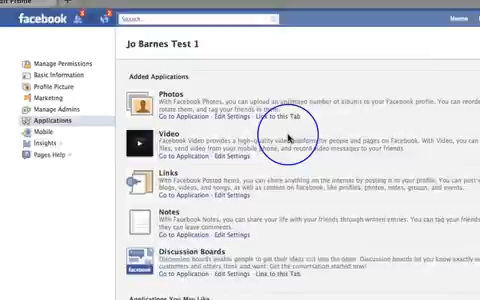 Edit Profile
facebook
Search
Home
Jo Barnes Test 1
Manage Permissions
Basic Information
Profile Picture
Marketing
Manage Admins
Applications
Mobile
Insights
Pages Help
Added Applications
Photos
With Facebook Photos, you can upload an unlimited number of albums to your Facebook profile. You can reorder
rotate them, and tag your friends in them.
Go to Application · Edit Settings · Link to this Tab
Video
Facebook Video provides a high-quality video platform for people and pages on Facebook. With Video, you can
files, send video from your mobile phone, and record video messages to your friends.
Go to Application · Edit Settings
Links
With Facebook Posted Items, you can share anything on the internet by posting it to your profile. You can post
blogs, videos, and songs, as well as content on facebook, like profiles, photos, notes, groups, and events.
Go to Application · Edit Settings
Notes
With Facebook Notes, you can share your life with your friends through written entries. You can tag your friends
they can leave comments.
Go to Application · Edit Settings
Discussion Boards
facebook
Discussion Boards enable people to get their ideas out into the open. Discussion boards let you know exactly
customers and others think and want. Get the conversation started now!
Go to Application · Edit Settings · Link to this Tab
Applications You May Like